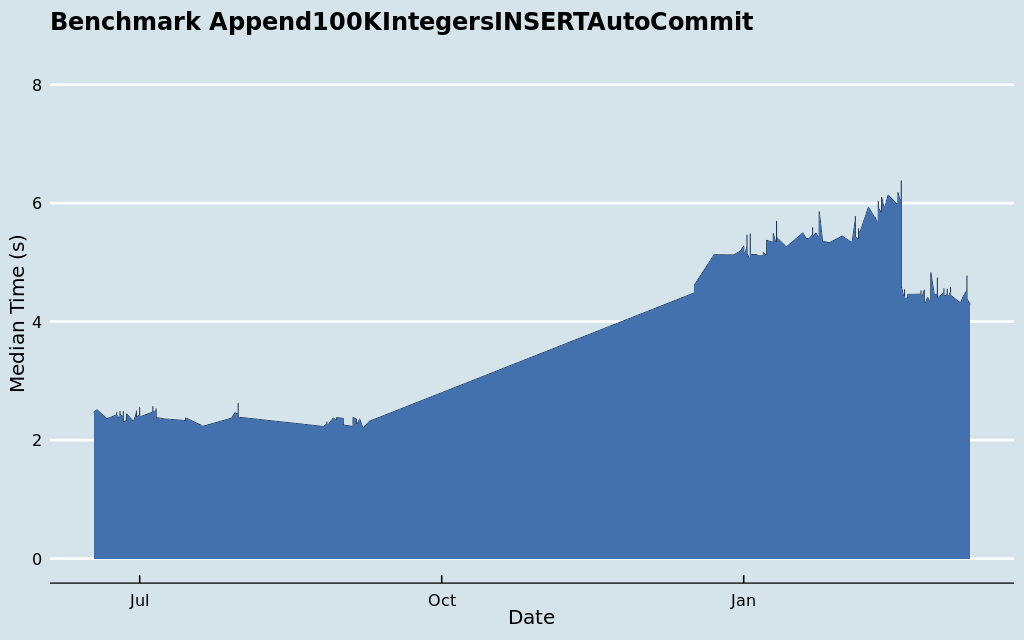 Benchmark Append100KIntegersINSERTAutoCommit
8
6
4
2
0
Median Time (s)
Jul
Oct
Jan
Date